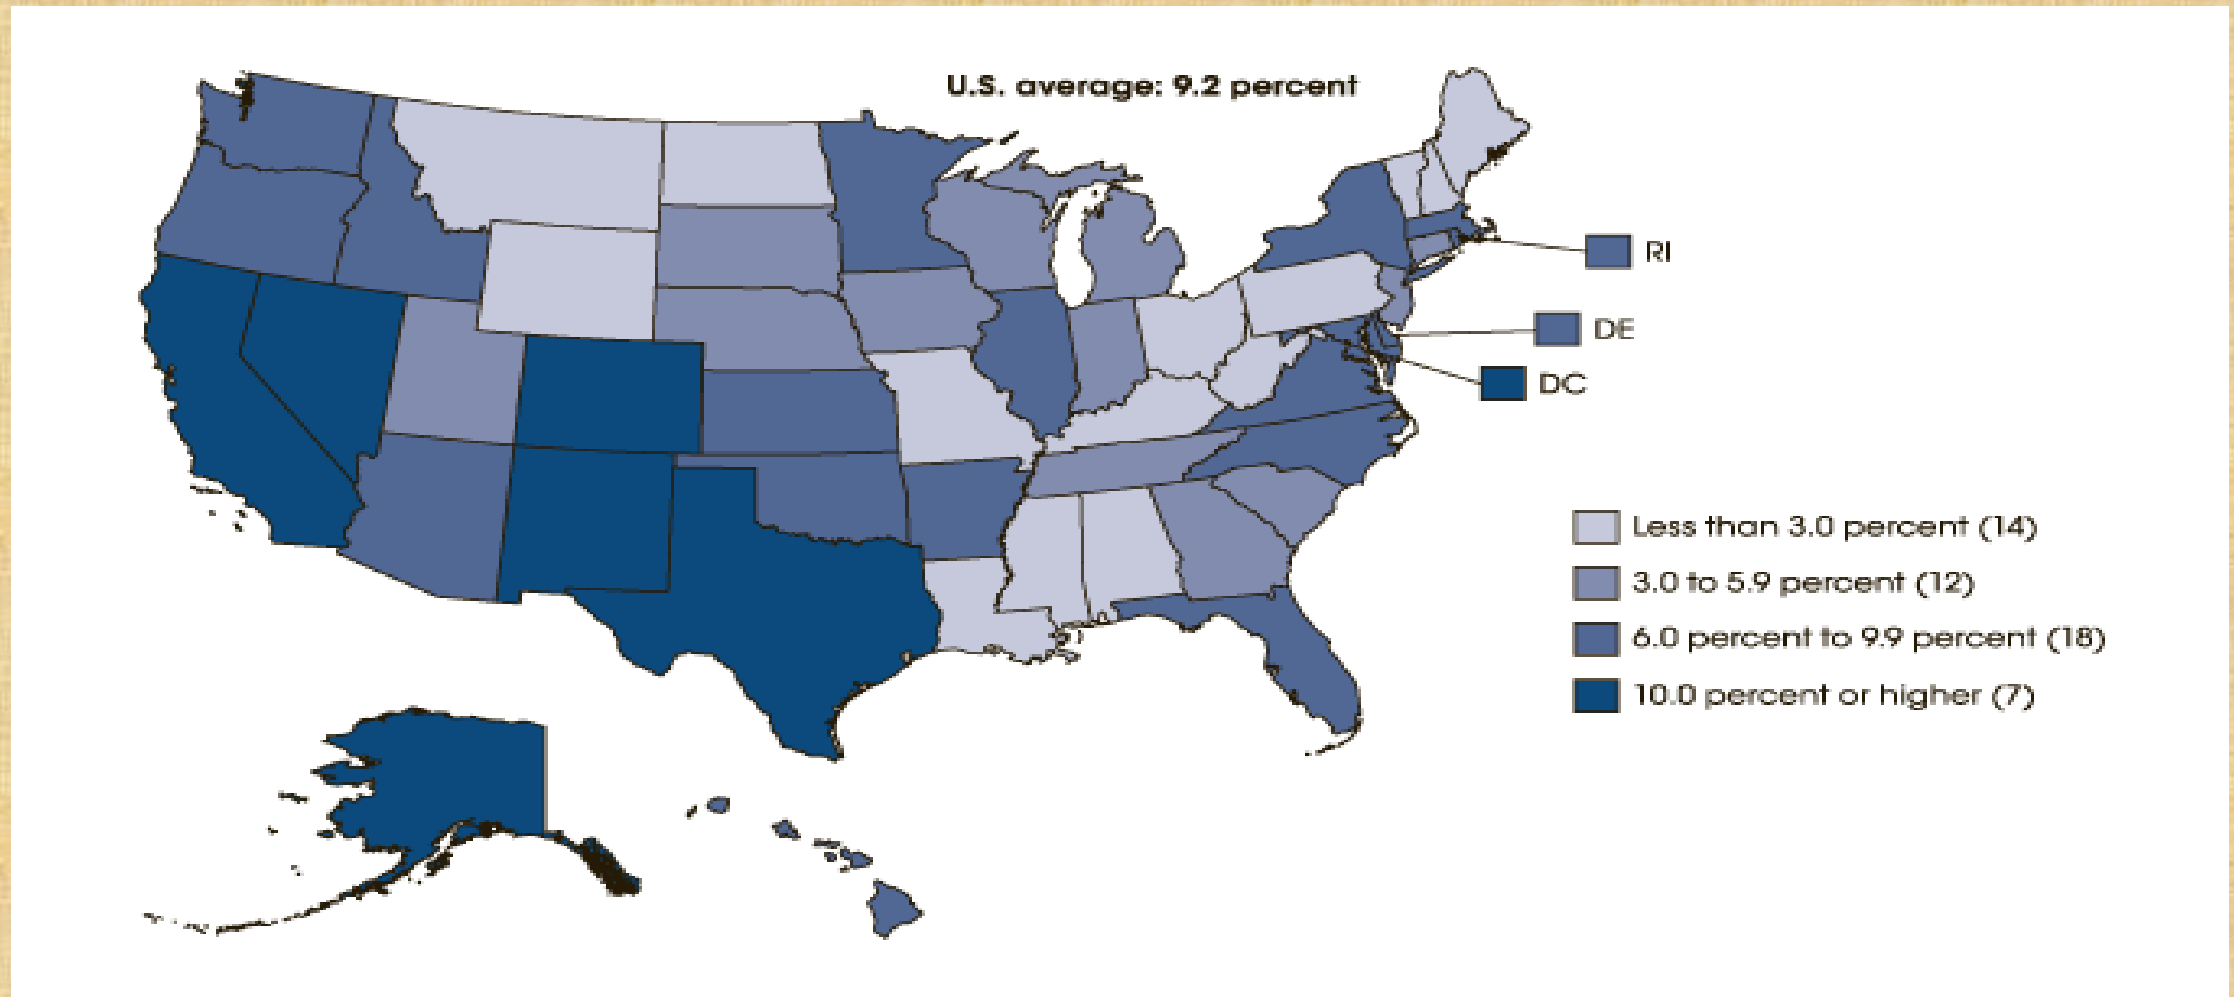 U.S. average: 9.2 percent
RI
DE
DC
Less than 3.0 percent (14)
3.0 to 5.9 percent (12)
6.0 percent to 9.9 percent (18)
10.0 percent or higher (7)